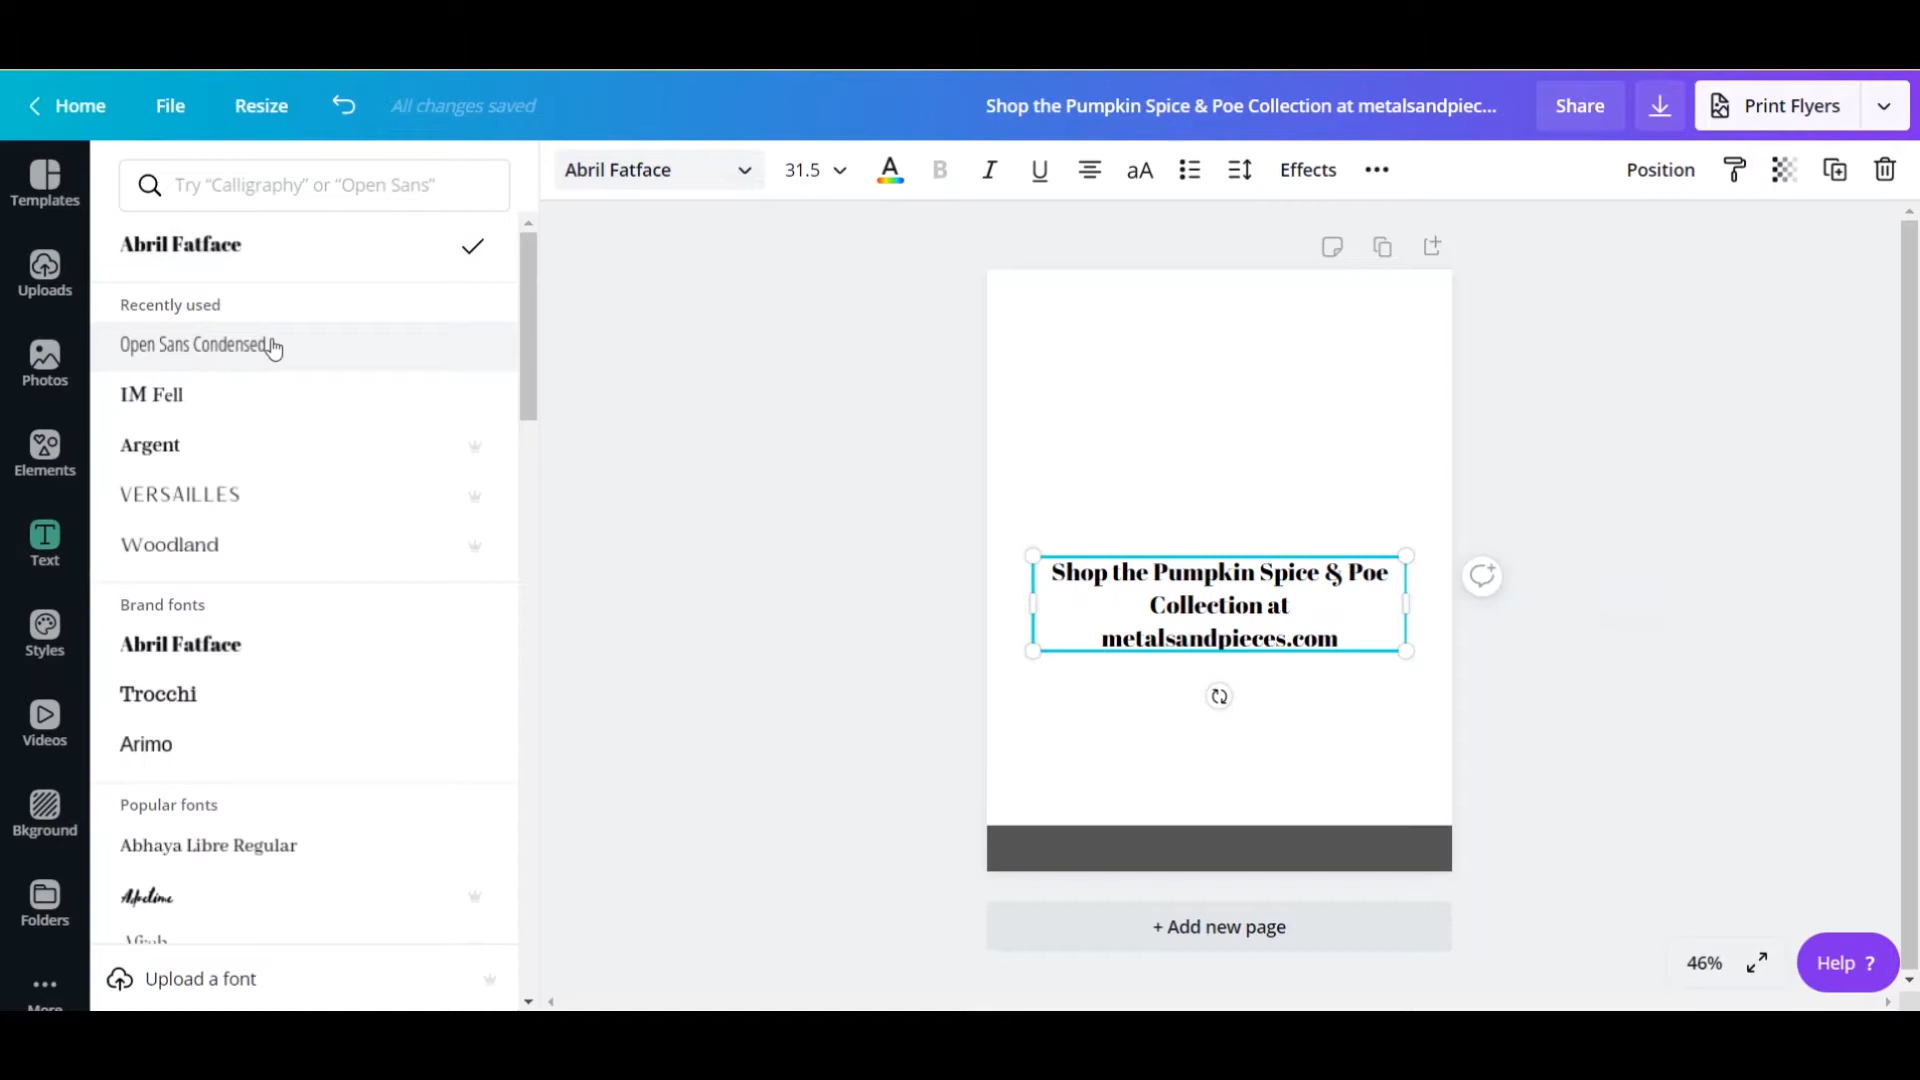 Home
File
Resize
All changes saved
Shop the Pumpkin Spice & Poe Collection at metalsandpiec...
Share
Print Flyers
Templates
Uploads
Photos
Elements
Text
Styles
Videos
Bkground
Folders
More
Try “Calligraphy” or “Open Sans”
Abril Fatface
Recently used
Open Sans Condensed
IM Fell
Argent
VERSAILLES
Woodland
Brand fonts
Abril Fatface
Trocchi
Arimo
Popular fonts
Abhaya Libre Regular
Upload a font
Abril Fatface
31.5
A
B
I
U
aA
Effects
Position
Shop the Pumpkin Spice & Poe
Collection at
metalsandpieces.com
+ Add new page
46%
Help ?